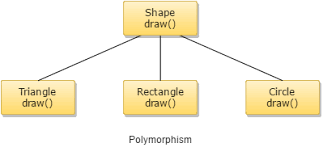 Shape
draw()
Triangle
draw()
Rectangle
draw()
Circle
draw()
Polymorphism